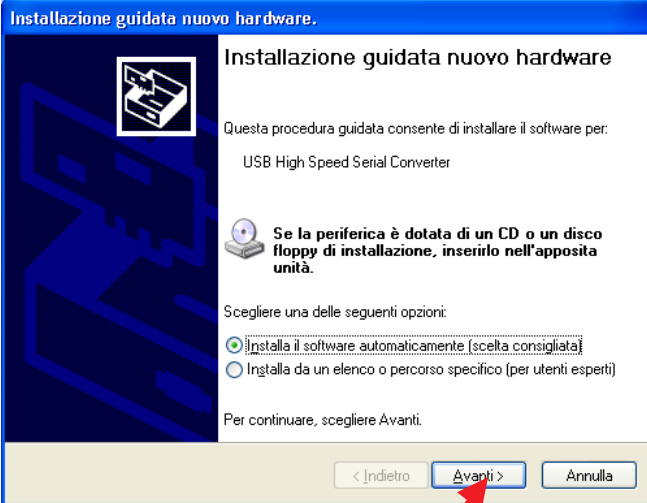 Installazione guidata nuovo hardware.
Installazione guidata nuovo hardware
Questa procedura guidata consente di installare il software per:
USB High Speed Serial Converter
Se la periferica è dotata di un CD o un disco
floppy di installazione, inserirlo nell'apposita
unità.
Scegliere una delle seguenti opzioni:
Installa il software automaticamente (scelta consigliata)
Installa da un elenco o percorso specifico (per utenti esperti)
Per continuare, scegliere Avanti.
< Indietro Avanti > Annulla